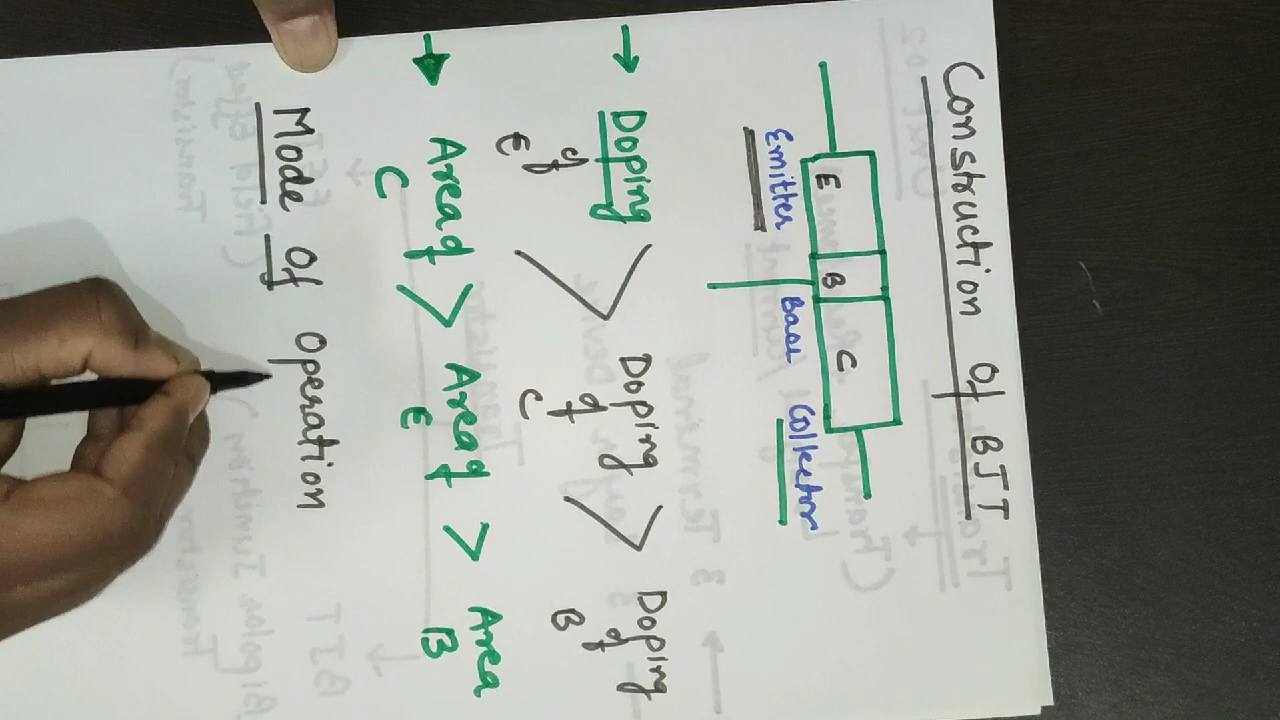 Construction Of BJT
E B C
Emitter Base Collector
Doping of E > Doping of C > Doping of B
Area of C > Area of E > Area B
Mode Of Operation